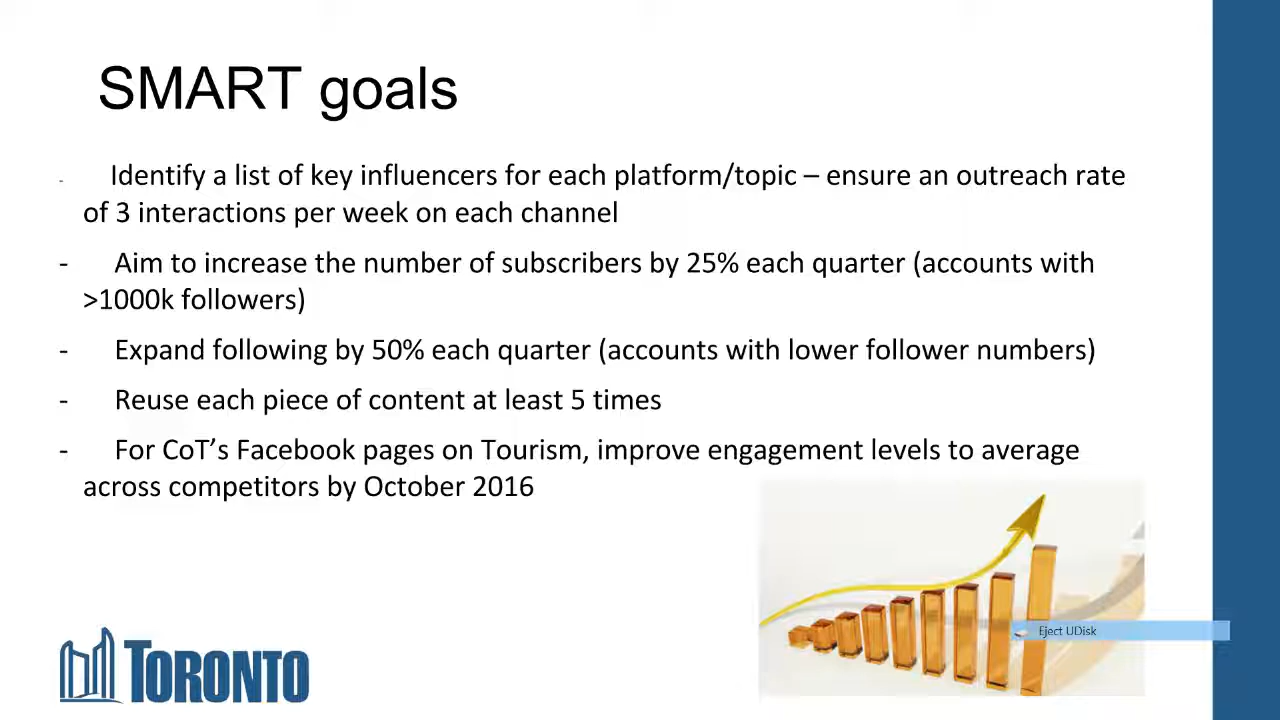 SMART goals
- Identify a list of key influencers for each platform/topic – ensure an outreach rate
of 3 interactions per week on each channel
- Aim to increase the number of subscribers by 25% each quarter (accounts with
>1000k followers)
- Expand following by 50% each quarter (accounts with lower follower numbers)
- Reuse each piece of content at least 5 times
- For CoT’s Facebook pages on Tourism, improve engagement levels to average
across competitors by October 2016
Eject UDisk
TORONTO